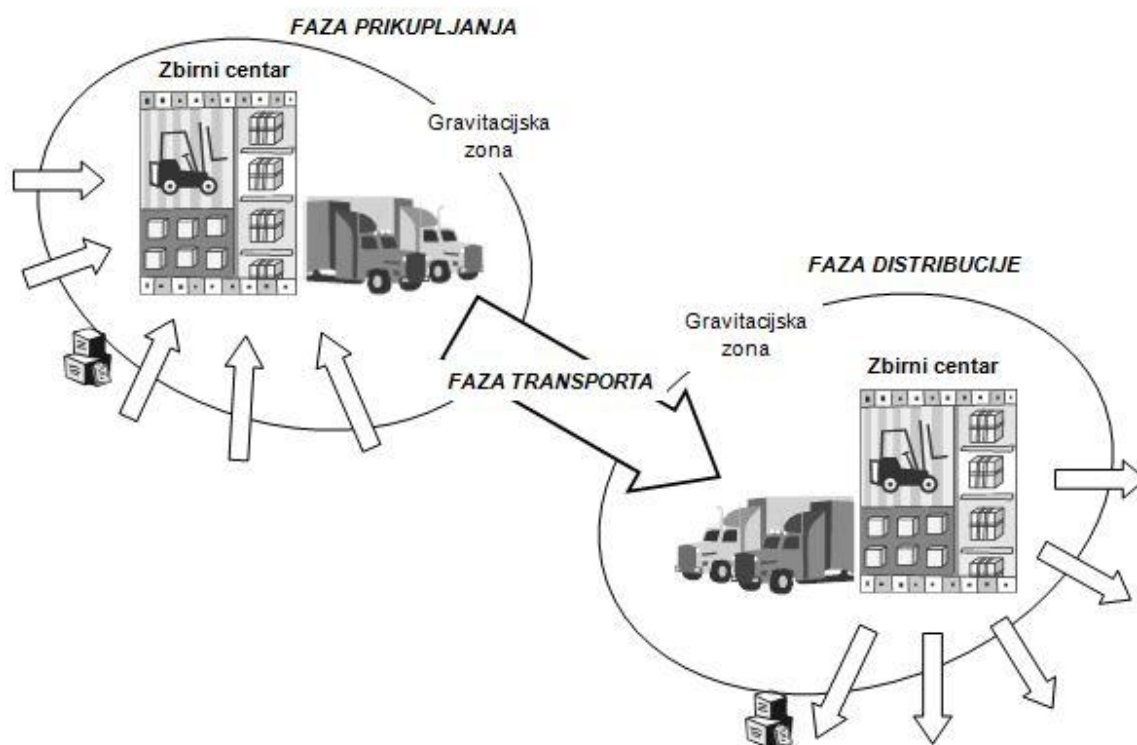 FAZA PRIKUPLJANJA
Zbirni centar
Gravitacijska
zona
FAZA DISTRIBUCIJE
Gravitacijska
zona
Zbirni centar
FAZA TRANSPORTA